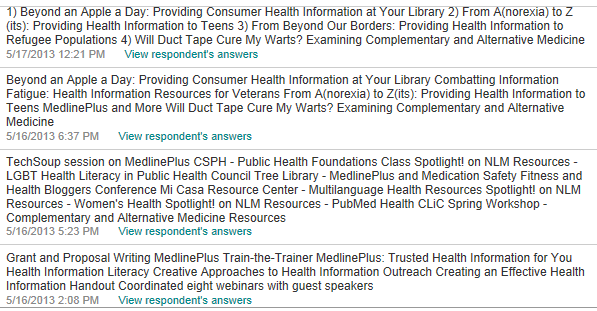 1) Beyond an Apple a Day: Providing Consumer Health Information at Your Library 2) From A(norexia) to Z
(its): Providing Health Information to Teens 3) From Beyond Our Borders: Providing Health Information to
Refugee Populations 4) Will Duct Tape Cure My Warts? Examining Complementary and Alternative Medicine
5/17/2013 12:21 PM View respondent's answers
Beyond an Apple a Day: Providing Consumer Health Information at Your Library Combatting Information
Fatigue: Health Information Resources for Veterans From A(norexia) to Z(its): Providing Health Information to
Teens MedlinePlus and More Will Duct Tape Cure My Warts? Examining Complementary and Alternative
Medicine
5/16/2013 6:37 PM View respondent's answers
TechSoup session on MedlinePlus CSPH - Public Health Foundations Class Spotlight! on NLM Resources -
LGBT Health Literacy in Public Health Council Tree Library - MedlinePlus and Medication Safety Fitness and
Health Bloggers Conference Mi Casa Resource Center - Multilanguage Health Resources Spotlight! on NLM
Resources - Women's Health Spotlight! on NLM Resources - PubMed Health CLiC Spring Workshop -
Complementary and Alternative Medicine Resources
5/16/2013 5:23 PM View respondent's answers
Grant and Proposal Writing MedlinePlus Train-the-Trainer MedlinePlus: Trusted Health Information for You
Health Information Literacy Creative Approaches to Health Information Outreach Creating an Effective Health
Information Handout Coordinated eight webinars with guest speakers
5/16/2013 2:08 PM View respondent's answers